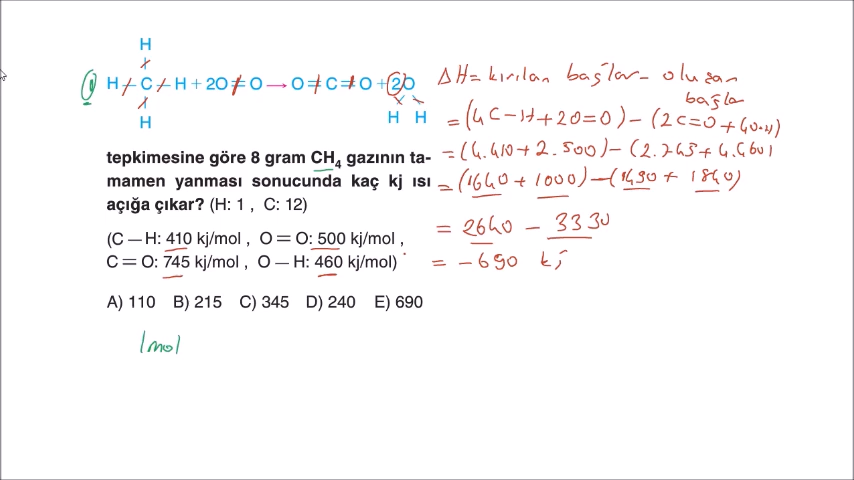 H
H – C – H + 2O = O → O = C = O + 2O
H
H H
tepkimesine göre 8 gram CH₄ gazının ta-
mamen yanması sonucunda kaç kj ısı
açığa çıkar? (H: 1 , C: 12)
(C – H: 410 kj/mol , O = O: 500 kj/mol ,
C = O: 745 kj/mol , O – H: 460 kj/mol)
A) 110 B) 215 C) 345 D) 240 E) 690
1mol
ΔH = kırılan bağlar – oluşan
bağlar
= (4C–H + 2O=O) – (2C=O + 4O-H)
= (4.410 + 2.500) – (2.745 + 4.460)
= (1640 + 1000) – (1490 + 1840)
= 2640 – 3330
= –690 kj